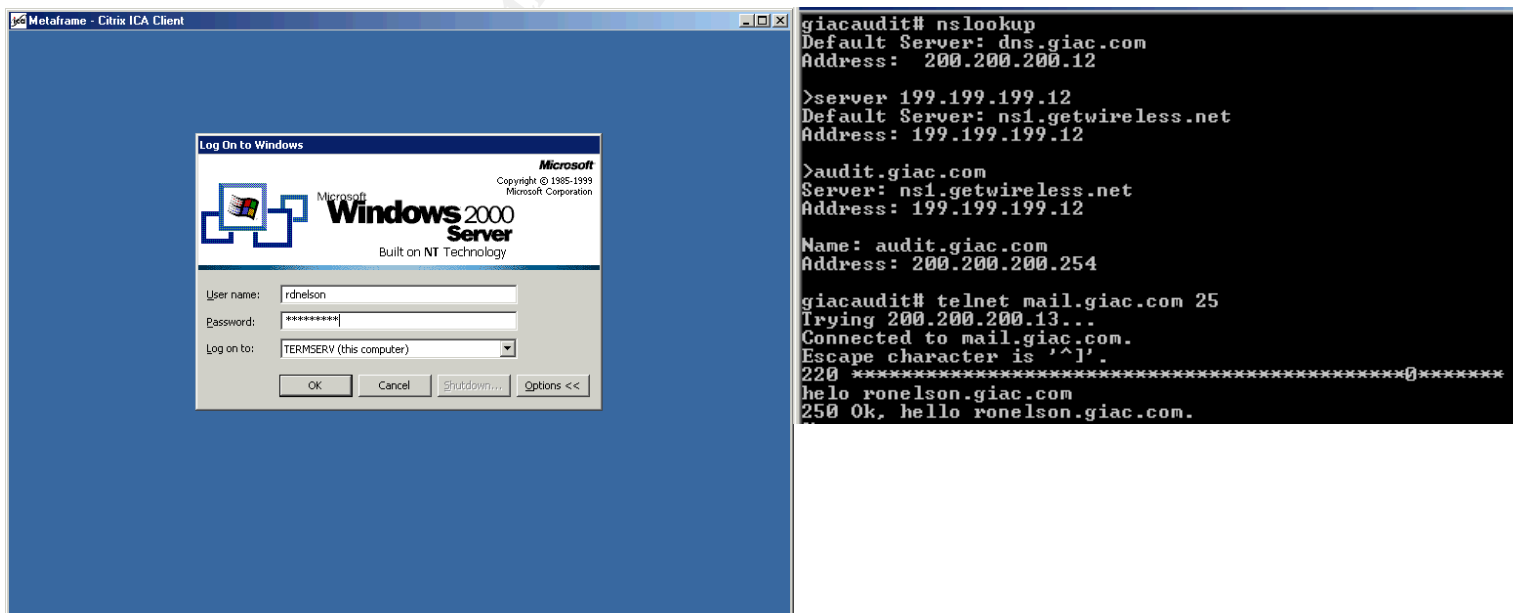 Metaframe - Citrix ICA Client
Log On to Windows
Microsoft
Copyright © 1985-1999
Microsoft Corporation
Microsoft
Windows 2000
Server
Built on NT Technology
User name: rdnelson
Password: *********
Log on to: TERMSERV (this computer)
OK Cancel Shutdown... Options <<
giacaudit# nslookup
Default Server: dns.giac.com
Address: 200.200.200.12
>server 199.199.199.12
Default Server: ns1.getwireless.net
Address: 199.199.199.12
>audit.giac.com
Server: ns1.getwireless.net
Address: 199.199.199.12
Name: audit.giac.com
Address: 200.200.200.254
giacaudit# telnet mail.giac.com 25
Trying 200.200.200.13...
Connected to mail.giac.com.
Escape character is '^]'.
220 *********************************************0*******
helo ronelson.giac.com
250 Ok, hello ronelson.giac.com.